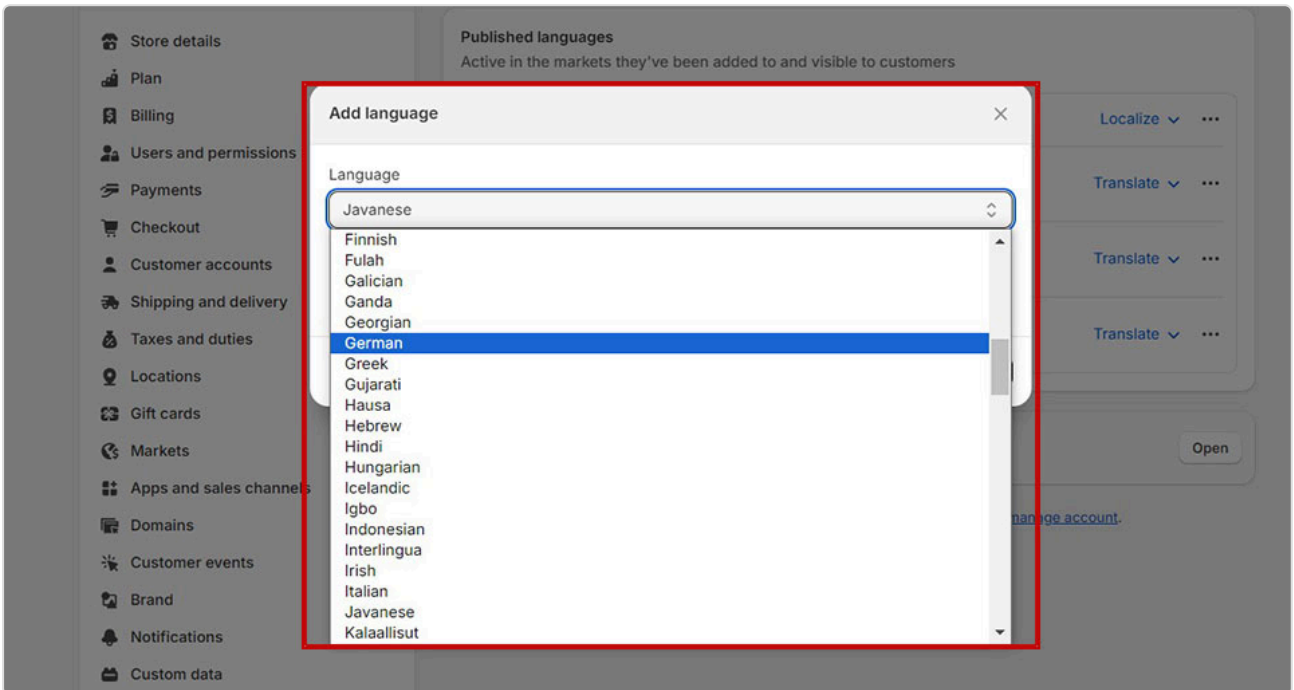 Store details
Plan
Billing
Users and permissions
Payments
Checkout
Customer accounts
Shipping and delivery
Taxes and duties
Locations
Gift cards
Markets
Apps and sales channels
Domains
Customer events
Brand
Notifications
Custom data
Published languages
Active in the markets they've been added to and visible to customers
Localize
Translate
Translate
Translate
Open
manage account.
Add language
Language
Javanese
Finnish
Fulah
Galician
Ganda
Georgian
German
Greek
Gujarati
Hausa
Hebrew
Hindi
Hungarian
Icelandic
Igbo
Indonesian
Interlingua
Irish
Italian
Javanese
Kalaallisut